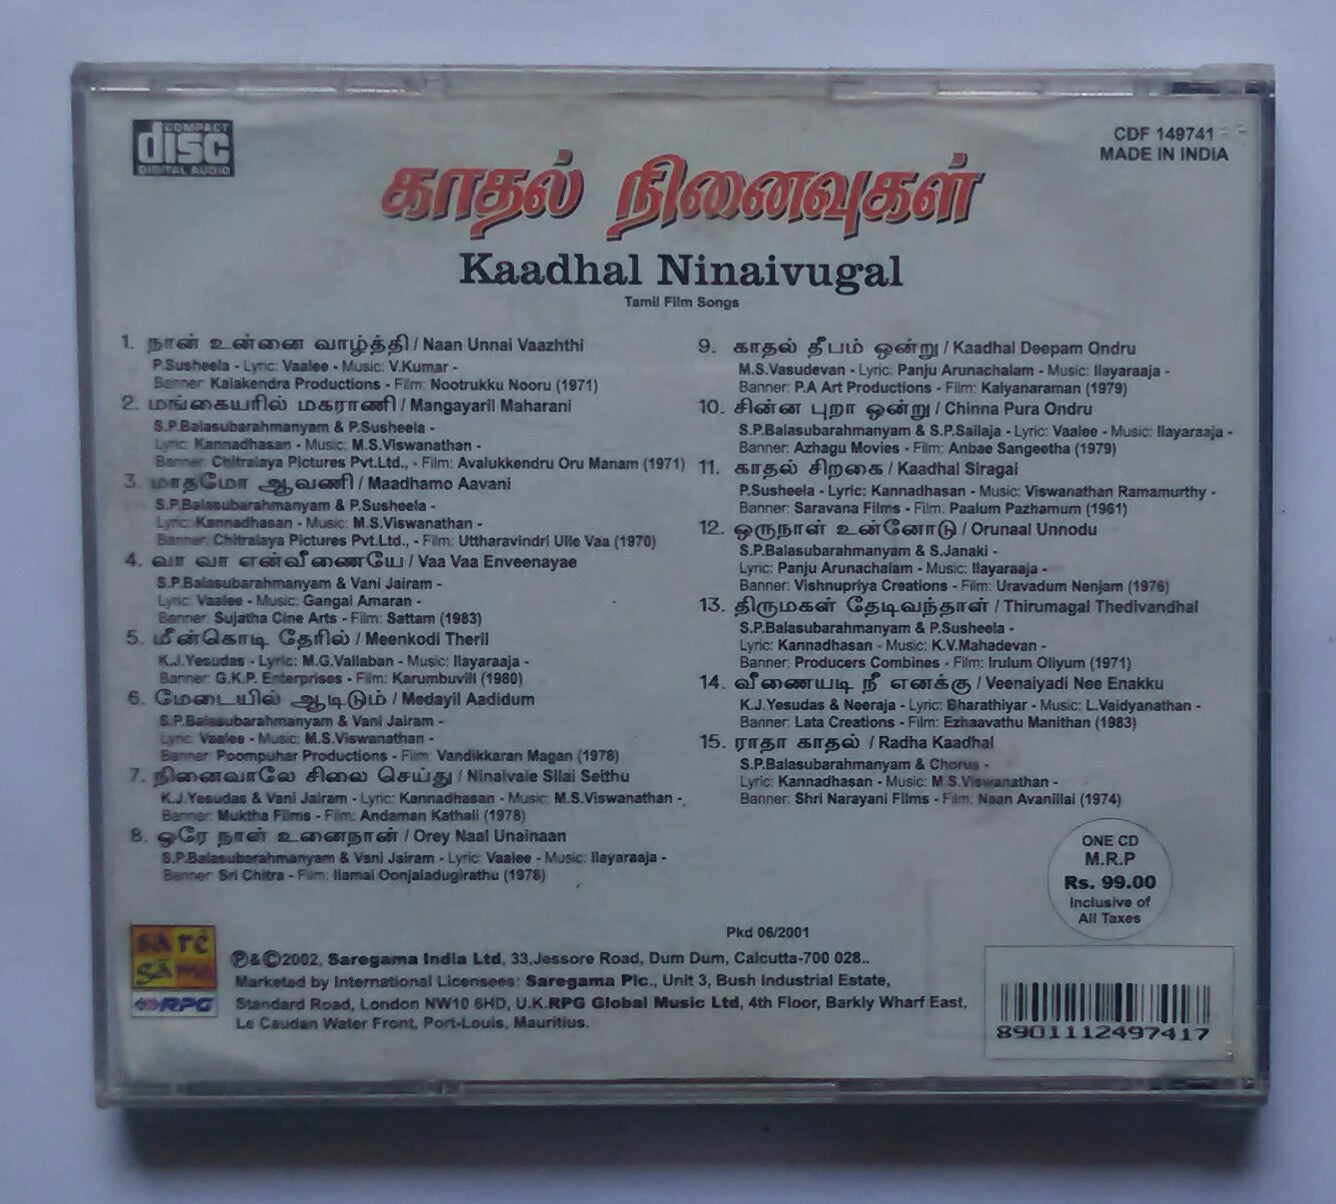 COMPACT
disc
DIGITAL AUDIO
CDF 149741
MADE IN INDIA
காதல் நினைவுகள்
Kaadhal Ninaivugal
Tamil Film Songs
1. நான் உன்னை வாழ்த்தி / Naan Unnai Vaazhthi
P.Susheela - Lyric: Vaalee - Music: V.Kumar -
Banner: Kalakendra Productions - Film: Nootrukku Nooru (1971)
2. மங்கையரில் மகராணி / Mangayaril Maharani
S.P.Balasubarahmanyam & P.Susheela -
Lyric: Kannadhasan - Music: M.S.Viswanathan -
Banner: Chitralaya Pictures Pvt.Ltd., - Film: Avalukkendru Oru Manam (1971)
3. மாதமோ ஆவணி / Maadhamo Aavani
S.P.Balasubarahmanyam & P.Susheela -
Lyric: Kannadhasan - Music: M.S.Viswanathan -
Banner: Chitralaya Pictures Pvt.Ltd., - Film: Uttharavindri Ulle Vaa (1970)
4. வா வா என்வீணையே / Vaa Vaa Enveenayae
S.P.Balasubarahmanyam & Vani Jairam -
Lyric: Vaalee - Music: Gangai Amaran -
Banner: Sujatha Cine Arts - Film: Sattam (1983)
5. மீன்கொடி தேரில் / Meenkodi Theril
K.J.Yesudas - Lyric: M.G.Vallaban - Music: Ilayaraaja -
Banner: G.K.P. Enterprises - Film: Karumbuvili (1980)
6. மேடையில் ஆடிடும் / Medayil Aadidum
S.P.Balasubarahmanyam & Vani Jairam -
Lyric: Vaalee - Music: M.S.Viswanathan -
Banner: Poompuhar Productions - Film: Vandikkaran Magan (1978)
7. நினைவாலே சிலை செய்து / Ninaivale Silai Seithu
K.J.Yesudas & Vani Jairam - Lyric: Kannadhasan - Music: M.S.Viswanathan -
Banner: Muktha Films - Film: Andaman Kathali (1978)
8. ஒரே நாள் உனைநான் / Orey Naal Unainaan
S.P.Balasubarahmanyam & Vani Jairam - Lyric: Vaalee - Music: Ilayaraaja -
Banner: Sri Chitra - Film: Ilamai Oonjaladugirathu (1978)
9. காதல் தீபம் ஒன்று / Kaadhal Deepam Ondru
M.S.Vasudevan - Lyric: Panju Arunachalam - Music: Ilayaraaja -
Banner: P.A Art Productions - Film: Kalyanaraman (1979)
10. சின்ன புறா ஒன்று / Chinna Pura Ondru
S.P.Balasubarahmanyam & S.P.Sailaja - Lyric: Vaalee - Music: Ilayaraaja -
Banner: Azhagu Movies - Film: Anbae Sangeetha (1979)
11. காதல் சிறகை / Kaadhal Siragai
P.Susheela - Lyric: Kannadhasan - Music: Viswanathan Ramamurthy -
Banner: Saravana Films - Film: Paalum Pazhamum (1961)
12. ஒருநாள் உன்னோடு / Orunaal Unnodu
S.P.Balasubarahmanyam & S.Janaki -
Lyric: Panju Arunachalam - Music: Ilayaraaja -
Banner: Vishnupriya Creations - Film: Uravadum Nenjam (1976)
13. திருமகள் தேடிவந்தாள் / Thirumagal Thedivandhal
S.P.Balasubarahmanyam & P.Susheela -
Lyric: Kannadhasan - Music: K.V.Mahadevan -
Banner: Producers Combines - Film: Irulum Oliyum (1971)
14. வீணையடி நீ எனக்கு / Veenaiyadi Nee Enakku
K.J.Yesudas & Neeraja - Lyric: Bharathiyar - Music: L.Vaidyanathan -
Banner: Lata Creations - Film: Ezhaavathu Manithan (1983)
15. ராதா காதல் / Radha Kaadhal
S.P.Balasubarahmanyam & Chorus -
Lyric: Kannadhasan - Music: M.S.Viswanathan -
Banner: Shri Narayani Films - Film: Naan Avanillai (1974)
ONE CD
M.R.P
Rs. 99.00
Inclusive of
All Taxes
Pkd 06/2001
sa re
ga ma
RPG
℗&©2002, Saregama India Ltd, 33,Jessore Road, Dum Dum, Calcutta-700 028..
Marketed by International Licensees: Saregama Plc., Unit 3, Bush Industrial Estate,
Standard Road, London NW10 6HD, U.K.RPG Global Music Ltd, 4th Floor, Barkly Wharf East,
Le Caudan Water Front, Port-Louis, Mauritius.
8901112497417